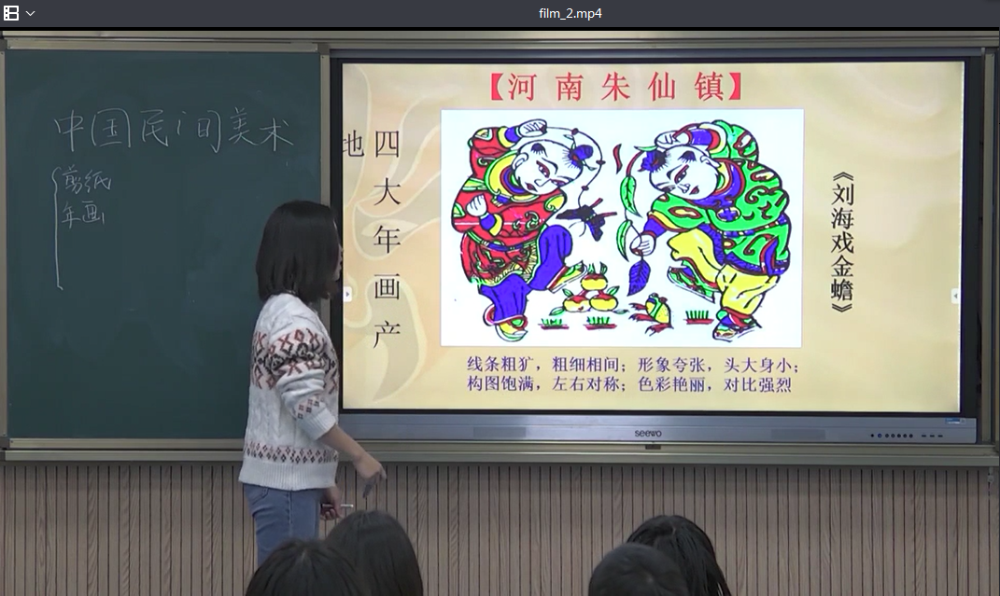 film_2.mp4
中国民间美术
剪纸
年画
【河南朱仙镇】
四大年画产
地
《刘海戏金蟾》
线条粗犷，粗细相间；形象夸张，头大身小；
构图饱满，左右对称；色彩艳丽，对比强烈
seewo